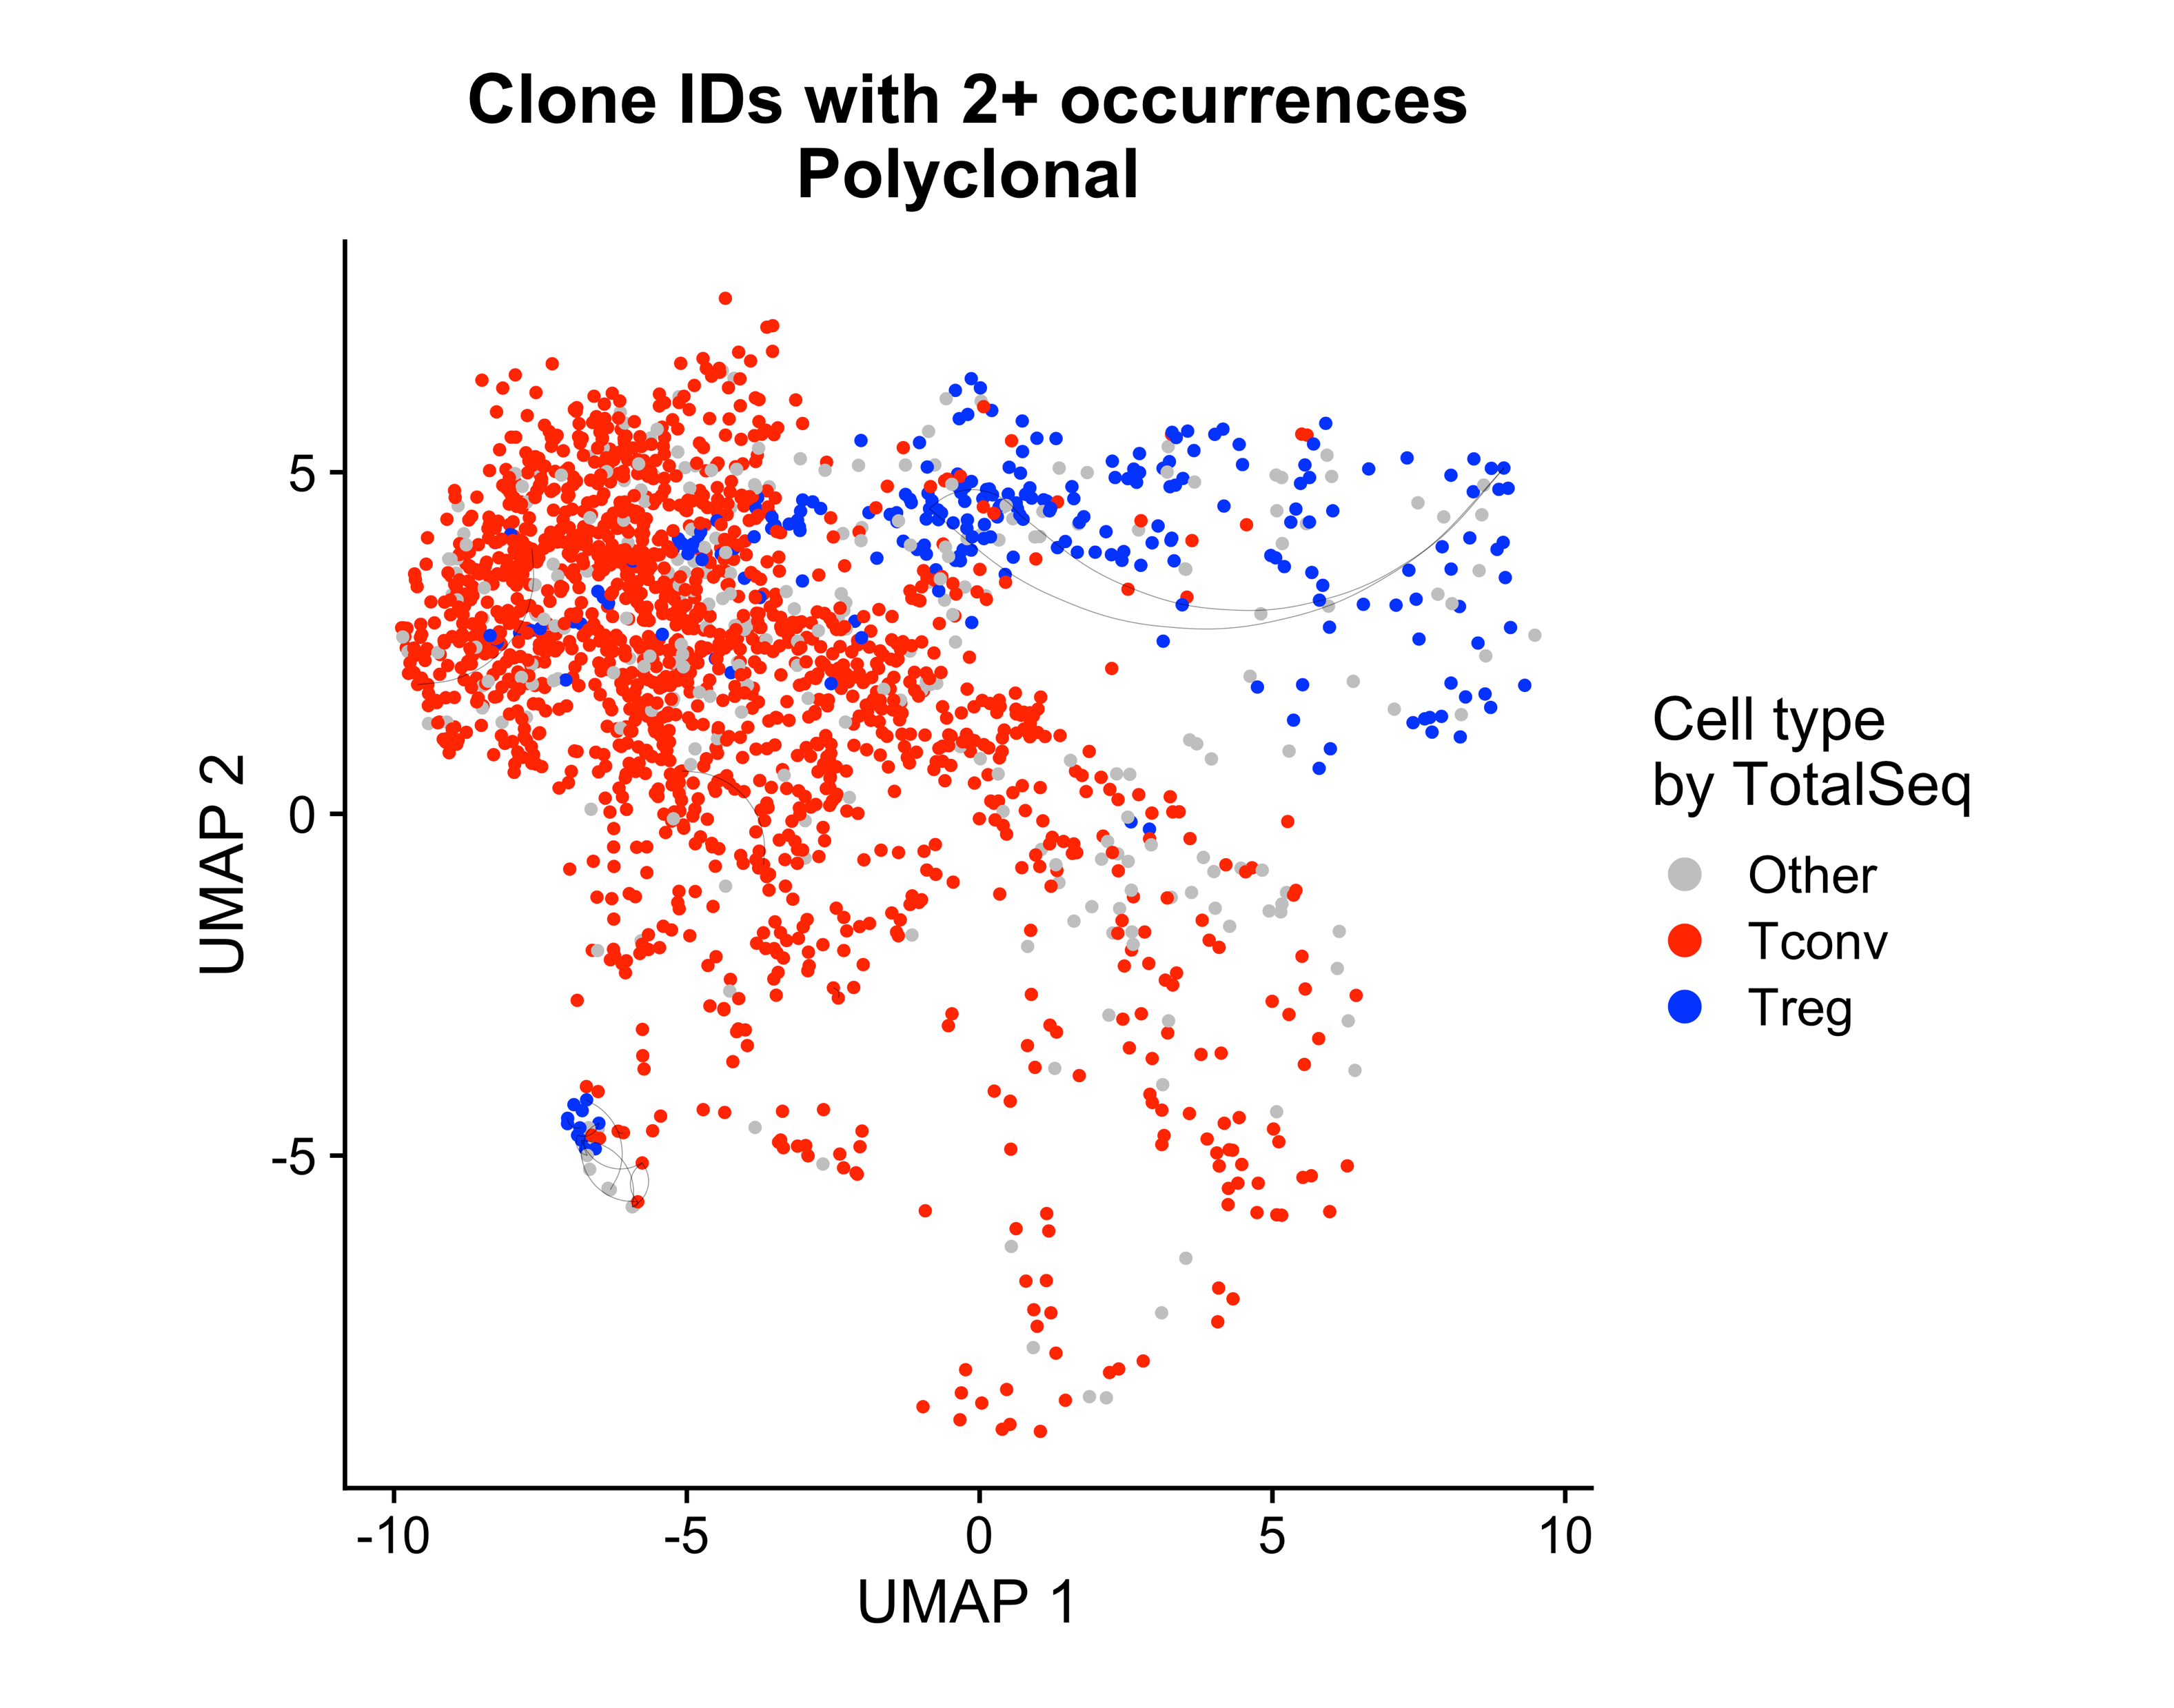 Clone IDs with 2+ occurrences
Polyclonal
5
0
-5
UMAP 2
-10 -5 0 5 10
UMAP 1
Cell type
by TotalSeq
Other
Tconv
Treg